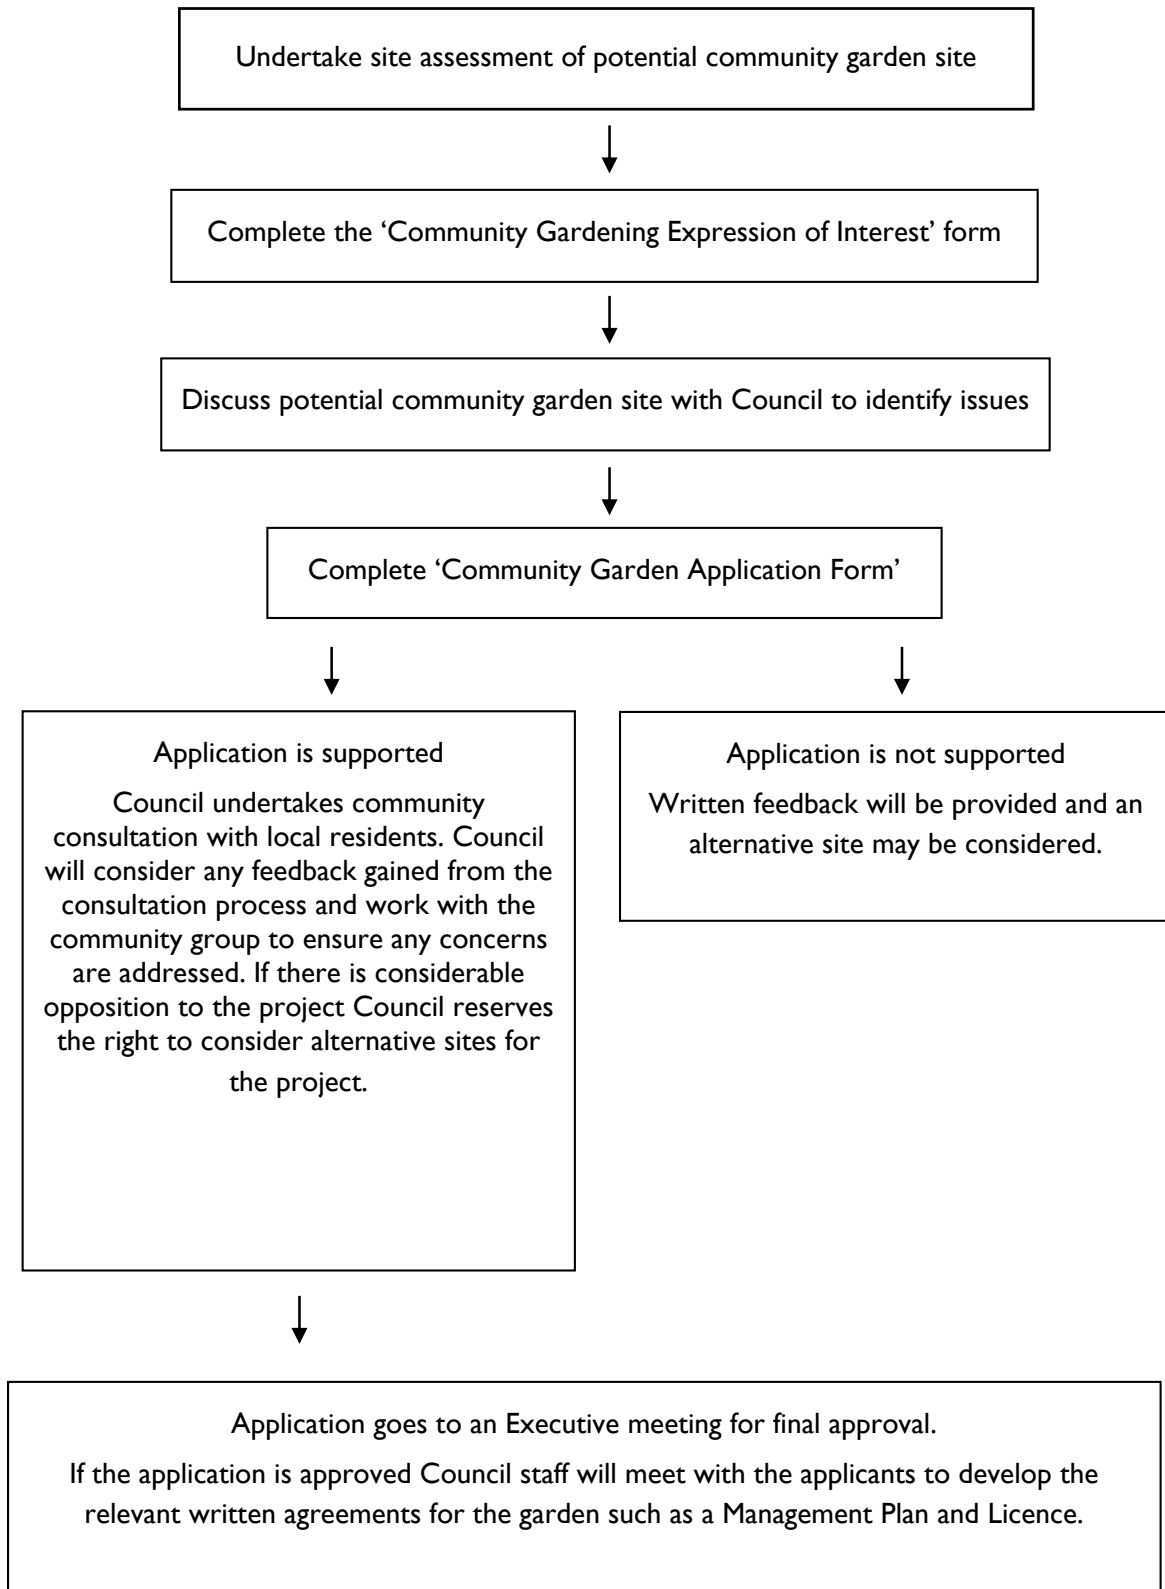 Undertake site assessment of potential community garden site
Complete the ‘Community Gardening Expression of Interest’ form
Discuss potential community garden site with Council to identify issues
Complete ‘Community Garden Application Form’
Application is supported
Council undertakes community
consultation with local residents. Council
will consider any feedback gained from the
consultation process and work with the
community group to ensure any concerns
are addressed. If there is considerable
opposition to the project Council reserves
the right to consider alternative sites for
the project.
Application is not supported
Written feedback will be provided and an
alternative site may be considered.
Application goes to an Executive meeting for final approval.
If the application is approved Council staff will meet with the applicants to develop the
relevant written agreements for the garden such as a Management Plan and Licence.